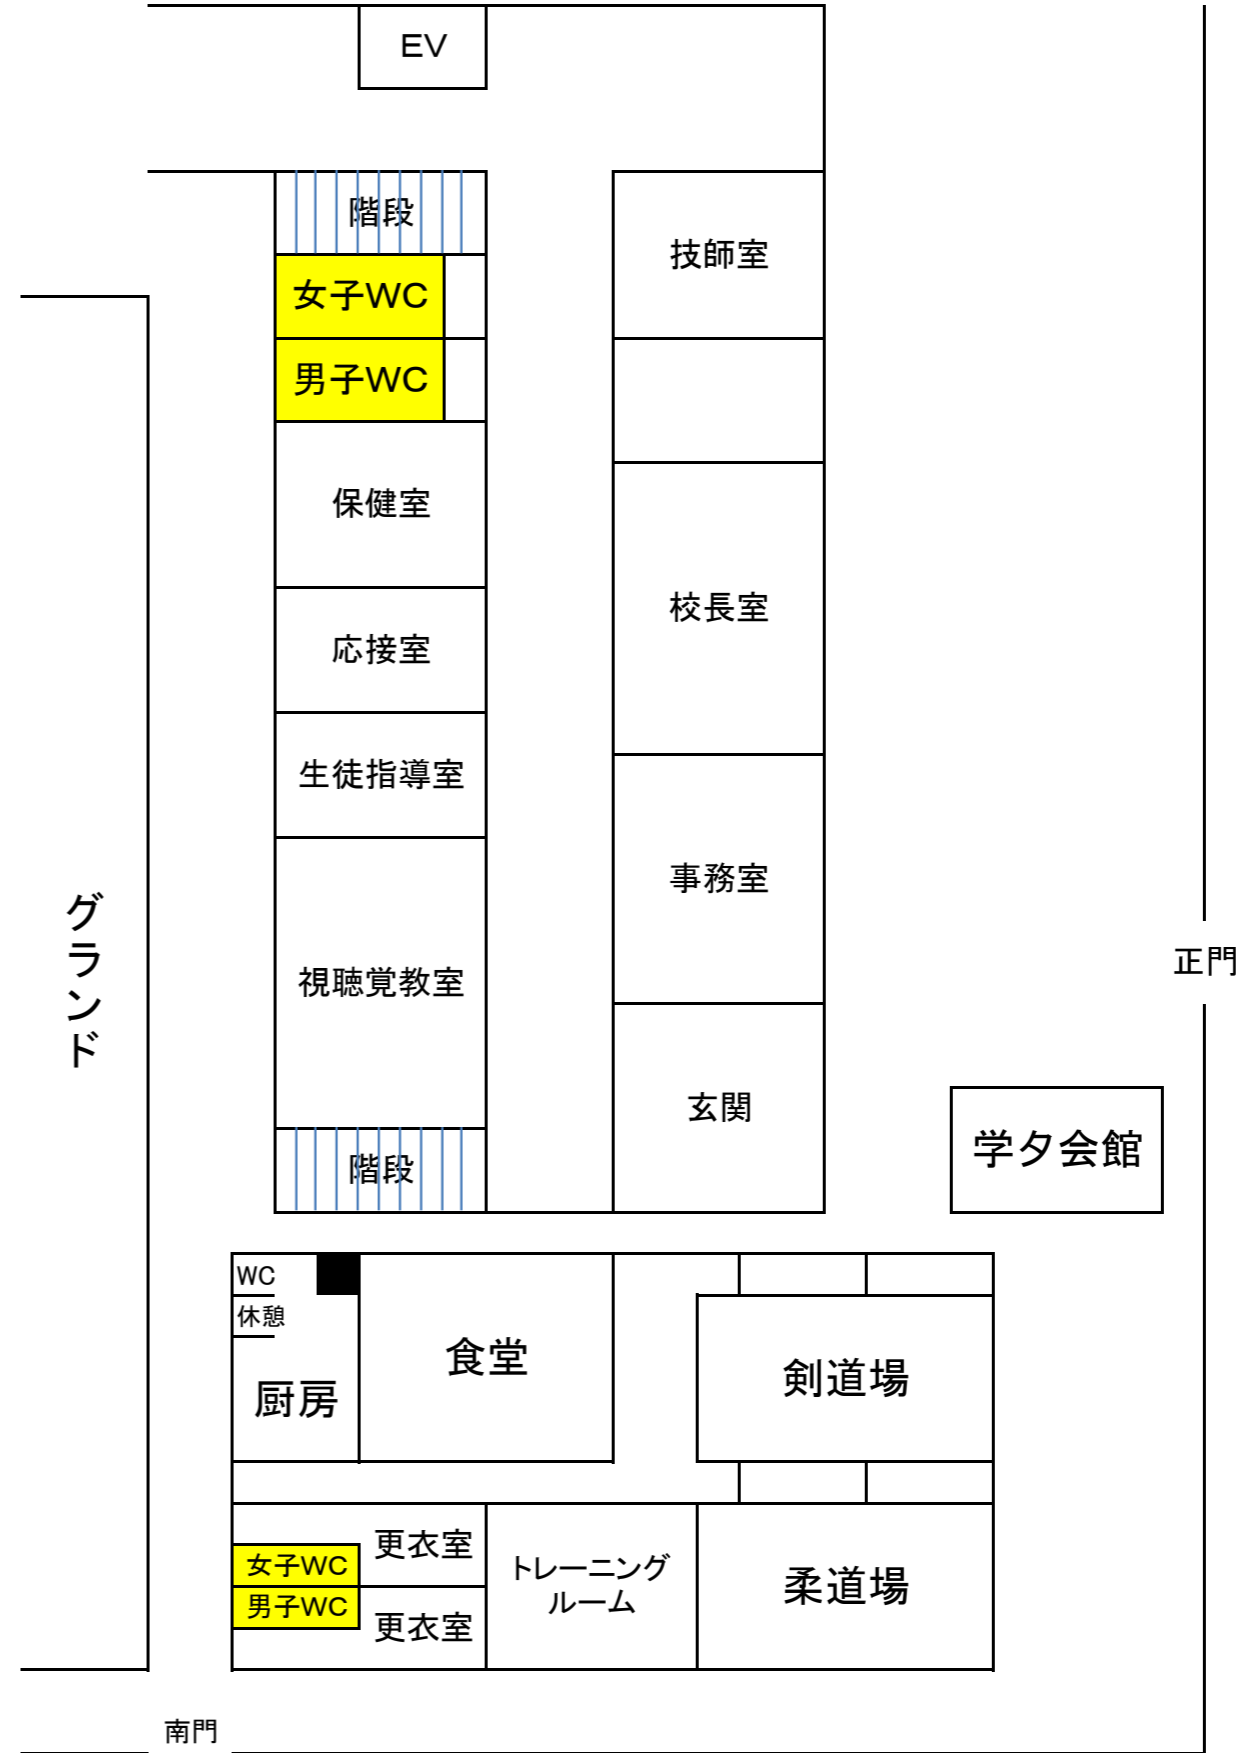 EV
階段
技師室
女子WC
男子WC
保健室
校長室
応接室
生徒指導室
事務室
グランド
正門
視聴覚教室
玄関
学夕会館
階段
WC
休憩
食堂
剣道場
厨房
更衣室
女子WC
トレーニング
ルーム
柔道場
男子WC
更衣室
南門